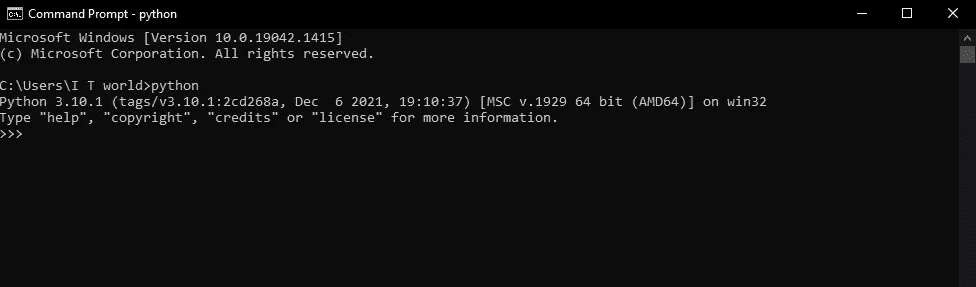 Command Prompt - python
Microsoft Windows [Version 10.0.19042.1415]
(c) Microsoft Corporation. All rights reserved.
C:\Users\I T world>python
Python 3.10.1 (tags/v3.10.1:2cd268a, Dec  6 2021, 19:10:37) [MSC v.1929 64 bit (AMD64)] on win32
Type "help", "copyright", "credits" or "license" for more information.
>>>